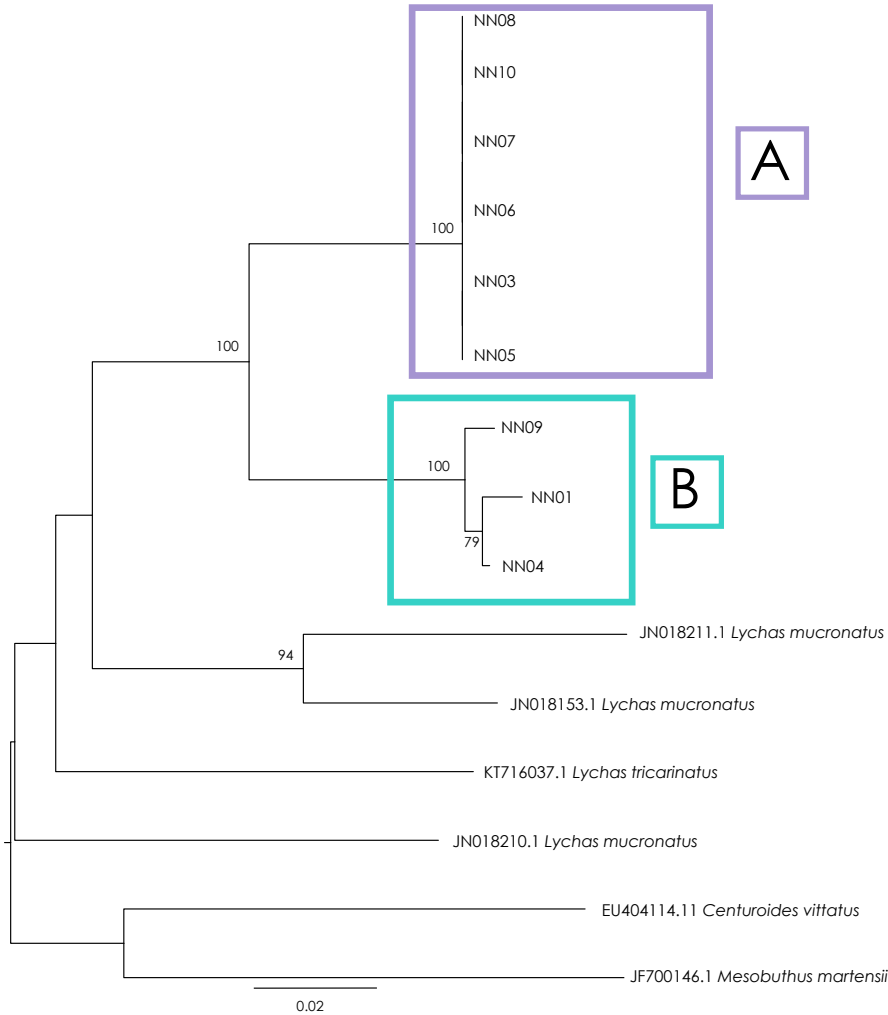 NN08
NN10
A
NN07
NN06
100
NN03
100
NN05
NN09
100
B
NN01
79
NN04
JN018211.1 Lychas mucronatus
94
JN018153.1 Lychas mucronatus
KT716037.1 Lychas tricarinatus
JN018210.1 Lychas mucronatus
EU404114.11 Centuroides vittatus
JF700146.1 Mesobuthus martensii
0.02